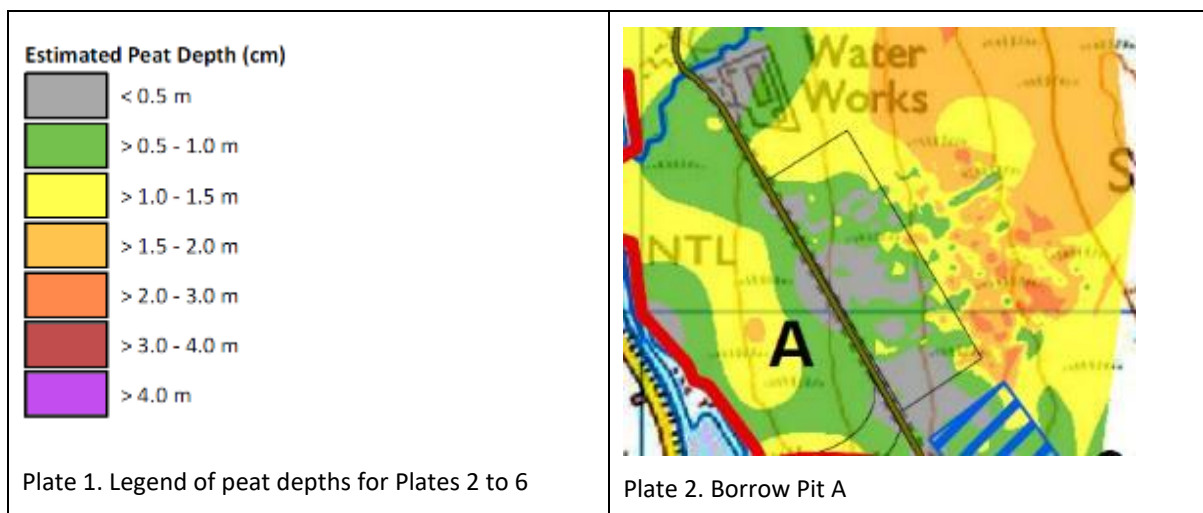 Estimated Peat Depth (cm)
< 0.5 m
> 0.5 - 1.0 m
> 1.0 - 1.5 m
> 1.5 - 2.0 m
> 2.0 - 3.0 m
> 3.0 - 4.0 m
> 4.0 m
Plate 1. Legend of peat depths for Plates 2 to 6
Water
Works
S
NTL
A
Plate 2. Borrow Pit A